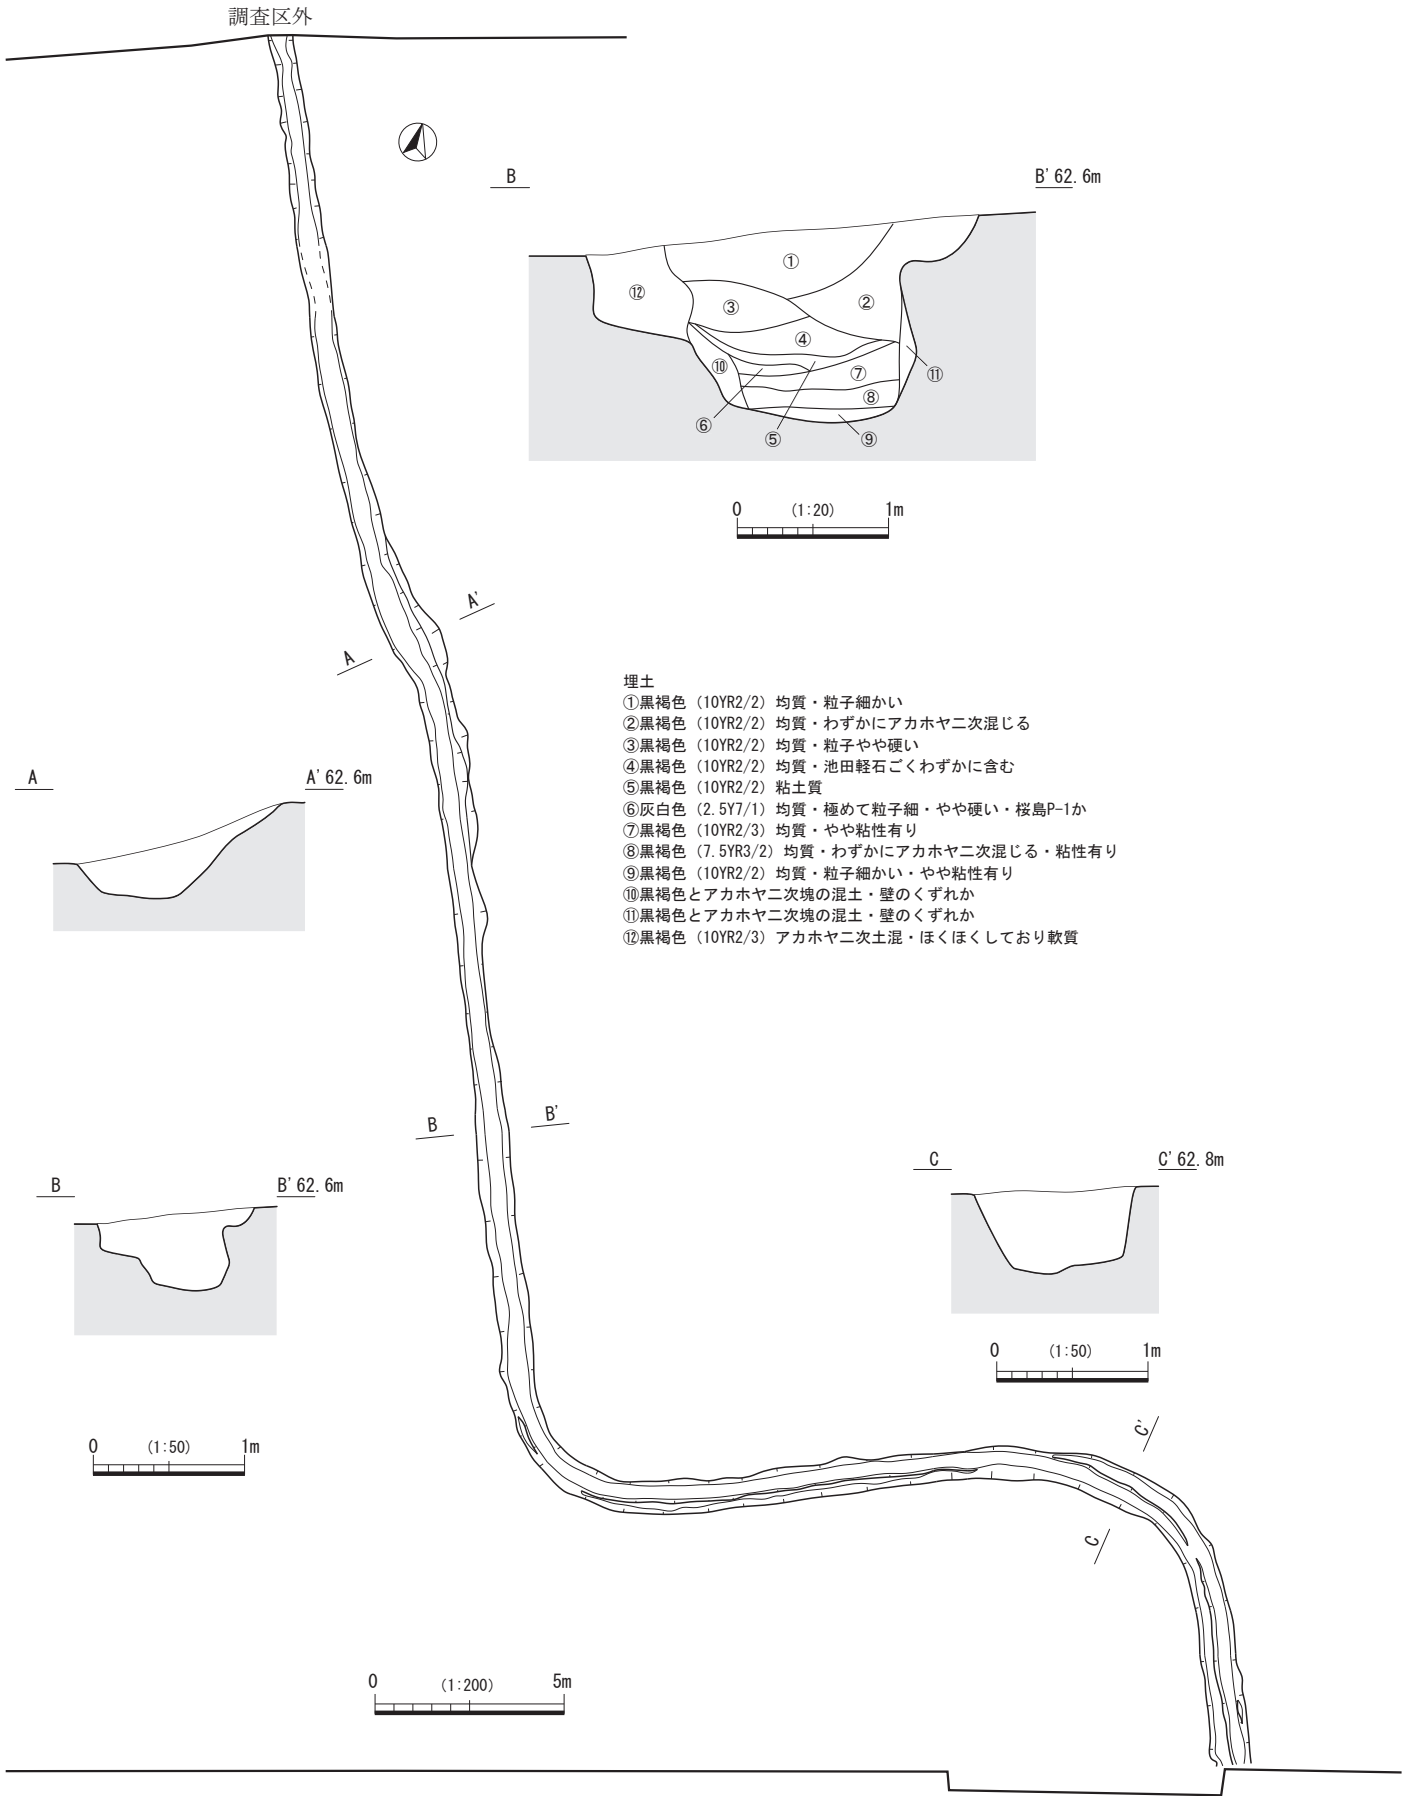 調査区外
B
B' 62.6m
①
⑫
③
②
④
⑩
⑦
⑪
⑧
⑥
⑤
⑨
0 (1:20) 1m
A'
A
埋土
①黒褐色（10YR2/2）均質・粒子細かい
②黒褐色（10YR2/2）均質・わずかにアカホヤ二次混じる
③黒褐色（10YR2/2）均質・粒子やや硬い
④黒褐色（10YR2/2）均質・池田軽石ごくわずかに含む
⑤黒褐色（10YR2/2）粘土質
⑥灰白色（2.5Y7/1）均質・極めて粒子細・やや硬い・桜島P-1か
⑦黒褐色（10YR2/3）均質・やや粘性有り
⑧黒褐色（7.5YR3/2）均質・わずかにアカホヤ二次混じる・粘性有り
⑨黒褐色（10YR2/2）均質・粒子細かい・やや粘性有り
⑩黒褐色とアカホヤ二次塊の混土・壁のくずれか
⑪黒褐色とアカホヤ二次塊の混土・壁のくずれか
⑫黒褐色（10YR2/3）アカホヤ二次土混・ほくほくしており軟質
A
A' 62.6m
B
B'
B
B' 62.6m
C
C' 62.8m
0 (1:50) 1m
0 (1:50) 1m
C'
C
0 (1:200) 5m